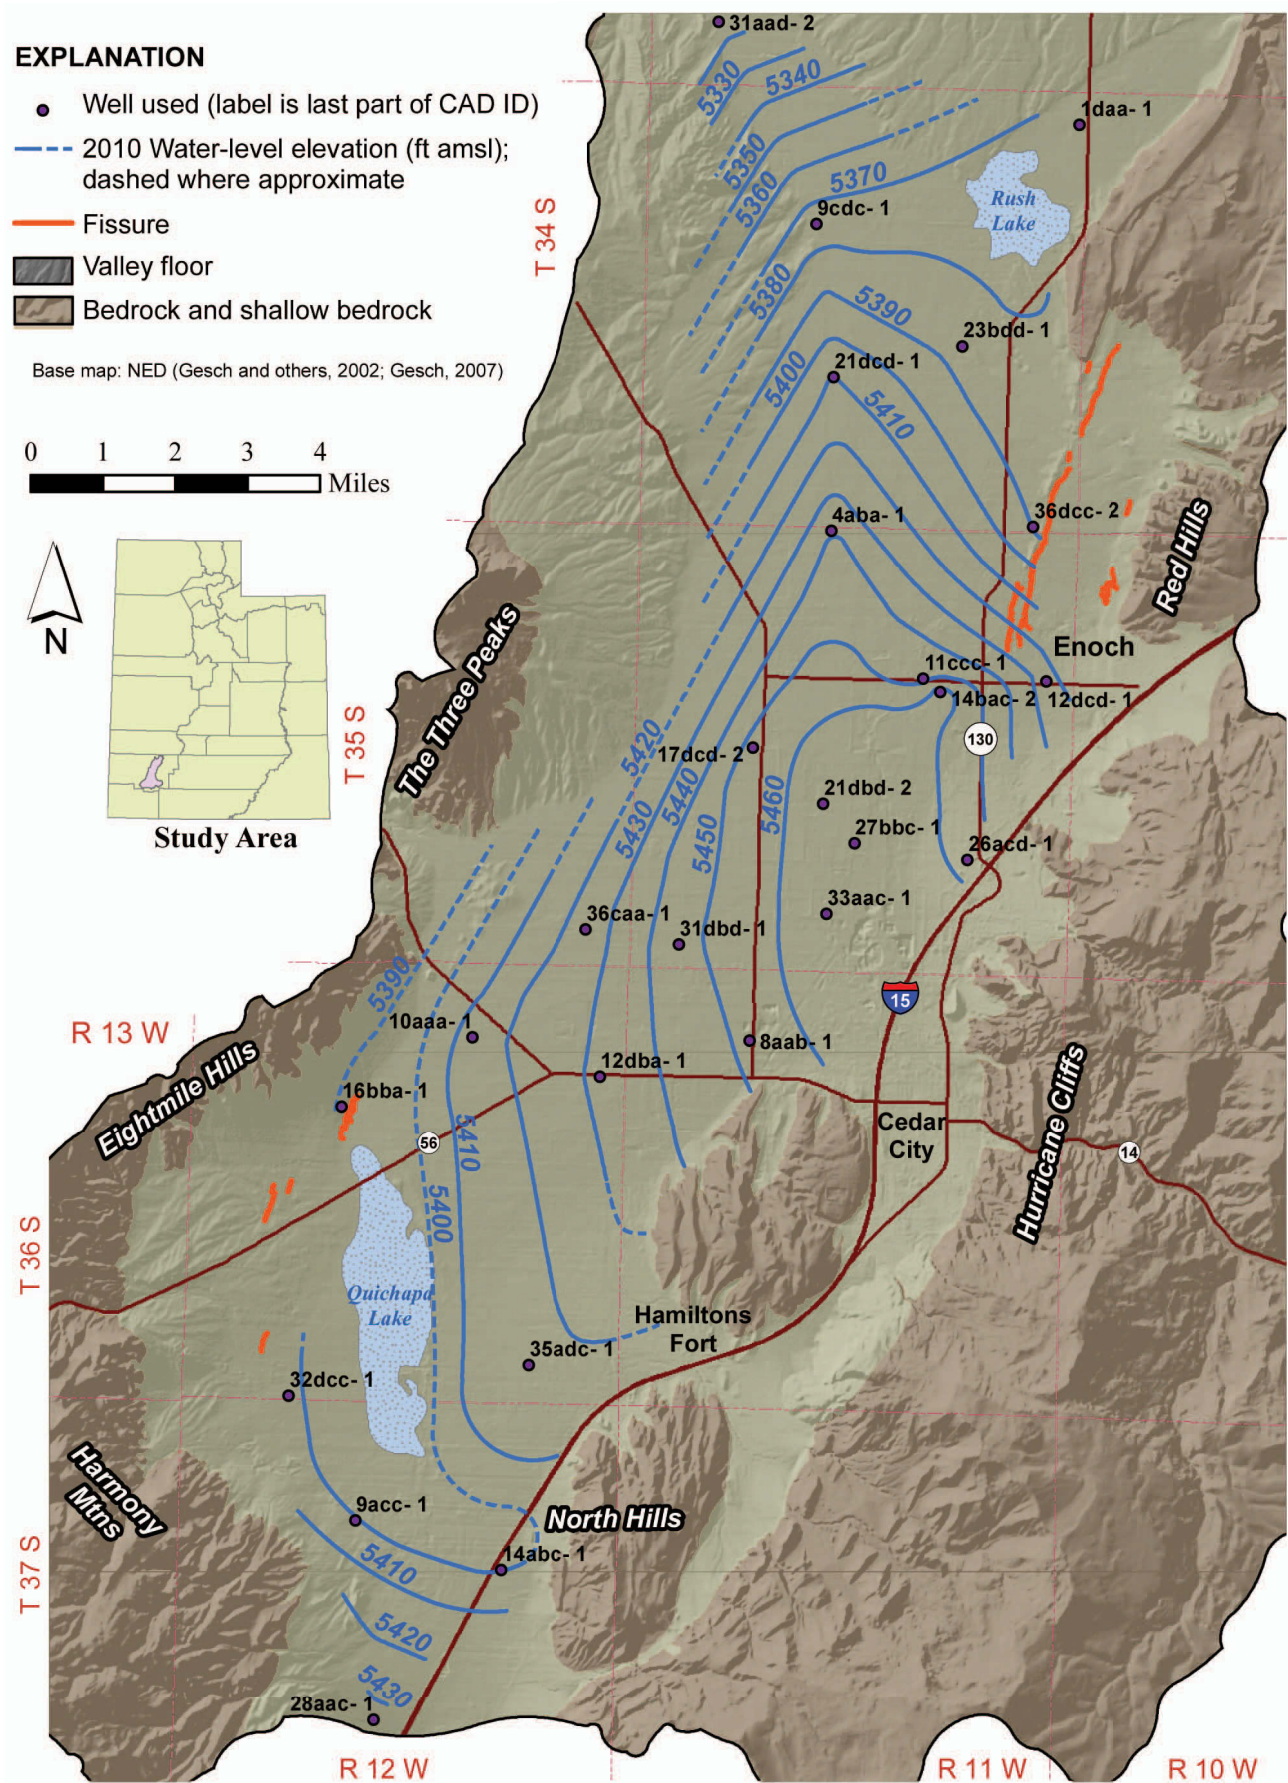 EXPLANATION
Well used (label is last part of CAD ID)
2010 Water-level elevation (ft amsl);
dashed where approximate
Fissure
Valley floor
Bedrock and shallow bedrock
Base map: NED (Gesch and others, 2002; Gesch, 2007)
0 1 2 3 4
Miles
N
Study Area
31aad- 2
5330
5340
1daa- 1
5350
5360
5370
Rush
Lake
9cdc- 1
T 34 S
5380
5390
23bdd- 1
21dcd- 1
5400
5410
4aba- 1
36dcc- 2
Red Hills
The Three Peaks
Enoch
11ccc- 1
14bac- 2
12dcd- 1
T 35 S
5420
17dcd- 2
130
5430
5440
5450
5460
21dbd- 2
27bbc- 1
26acd- 1
33aac- 1
36caa- 1
31dbd- 1
5390
15
R 13 W
10aaa- 1
8aab- 1
12dba- 1
Eightmile Hills
16bba- 1
56
5410
Cedar
City
Hurricane Cliffs
14
5400
T 36 S
Quichapa
Lake
Hamiltons
Fort
35adc- 1
32dcc- 1
Harmony
Mtns
9acc- 1
North Hills
14abc- 1
5410
T 37 S
5420
5430
28aac- 1
R 12 W
R 11 W
R 10 W